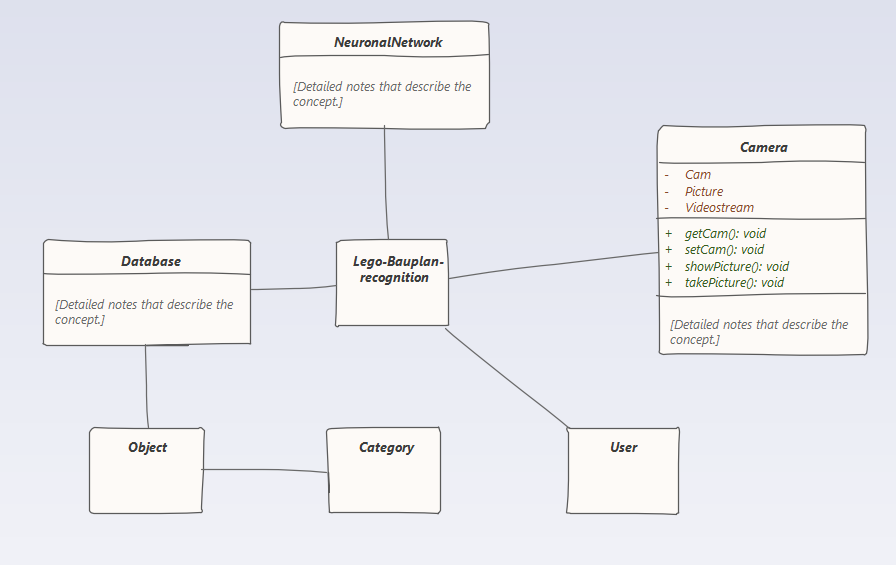 NeuronalNetwork
[Detailed notes that describe the
concept.]
Camera
- Cam
- Picture
- Videostream
+ getCam(): void
+ setCam(): void
+ showPicture(): void
+ takePicture(): void
[Detailed notes that describe the
concept.]
Database
[Detailed notes that describe the
concept.]
Lego-Bauplan-
recognition
Object
Category
User